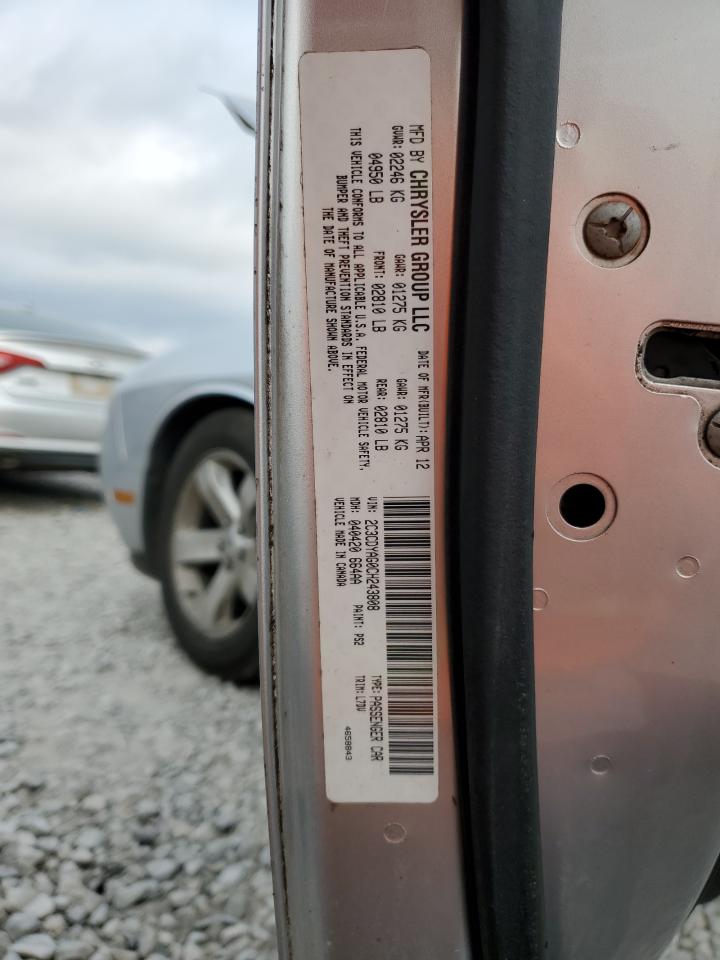 MFD BY CHRYSLER GROUP LLC DATE OF MFR(BUILT): APR 12
GVWR: 02246 KG GAWR: 01275 KG GAWR: 01275 KG
04950 LB FRONT: 02810 LB REAR: 02810 LB
THIS VEHICLE CONFORMS TO ALL APPLICABLE U.S.A. FEDERAL MOTOR VEHICLE SAFETY,
BUMPER AND THEFT PREVENTION STANDARDS IN EFFECT ON
THE DATE OF MANUFACTURE SHOWN ABOVE.
VIN: 2C3CDYAG0CH243808 TYPE: PASSENGER CAR
MDH: 040420 664AA PAINT: PS2 TRIM: L7DV
VEHICLE MADE IN CANADA 4658843